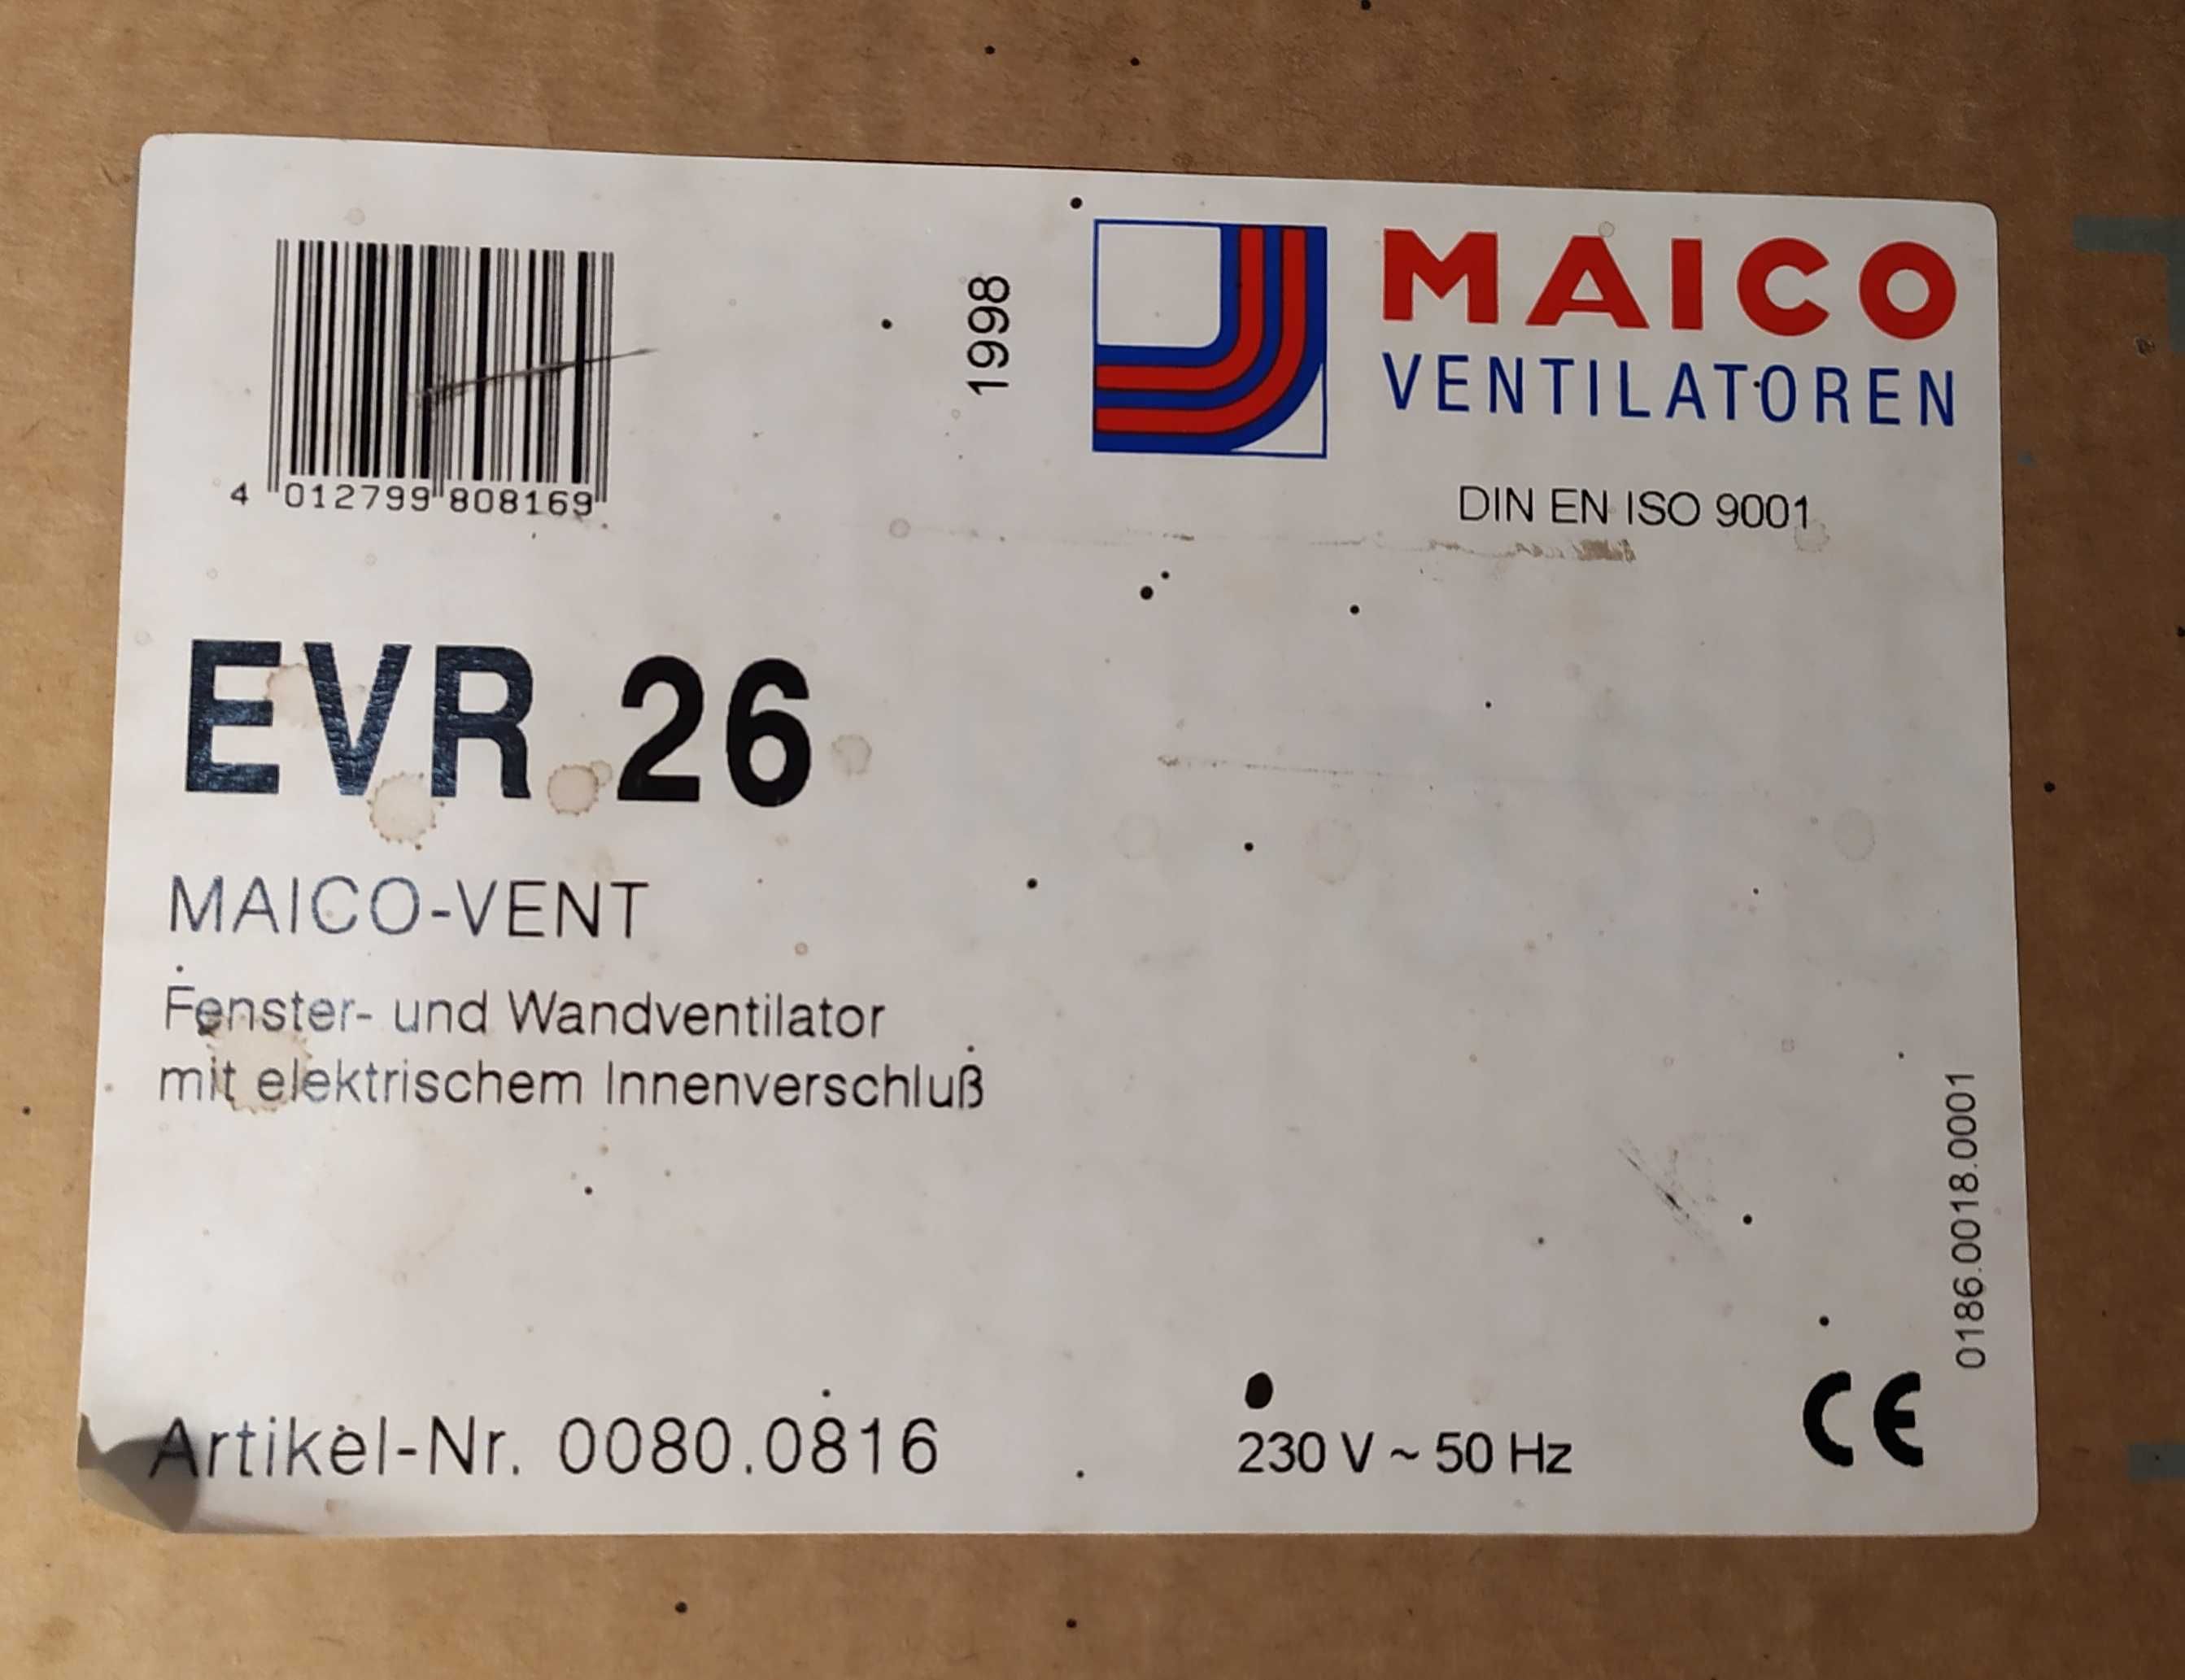 4 012799 808169
1998
MAICO
VENTILATOREN
DIN EN ISO 9001
EVR 26
MAICO-VENT
Fenster- und Wandventilator
mit elektrischem Innenverschluß
0186.0018.0001
Artikel-Nr. 0080.0816
230 V ~ 50 Hz
CE